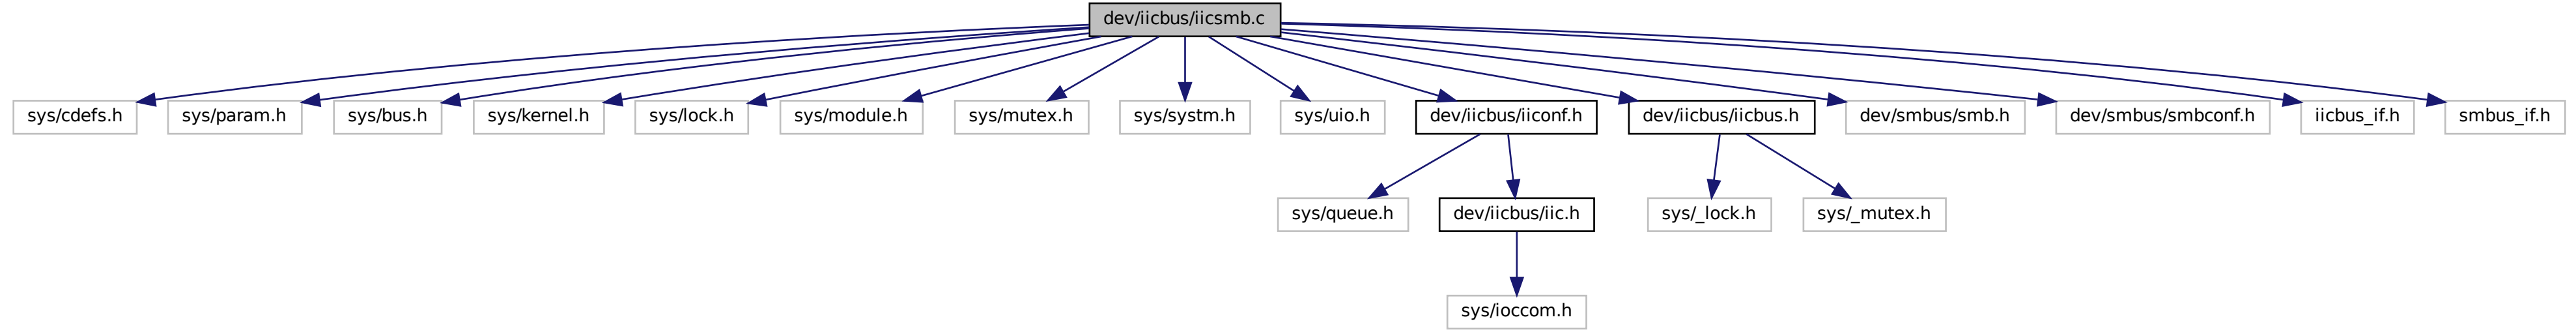 dev/iicbus/iicsmb.c
sys/cdefs.h
sys/param.h
sys/bus.h
sys/kernel.h
sys/lock.h
sys/module.h
sys/mutex.h
sys/systm.h
sys/uio.h
dev/iicbus/iiconf.h
dev/iicbus/iicbus.h
dev/smbus/smb.h
dev/smbus/smbconf.h
iicbus_if.h
smbus_if.h
sys/queue.h
dev/iicbus/iic.h
sys/_lock.h
sys/_mutex.h
sys/ioccom.h